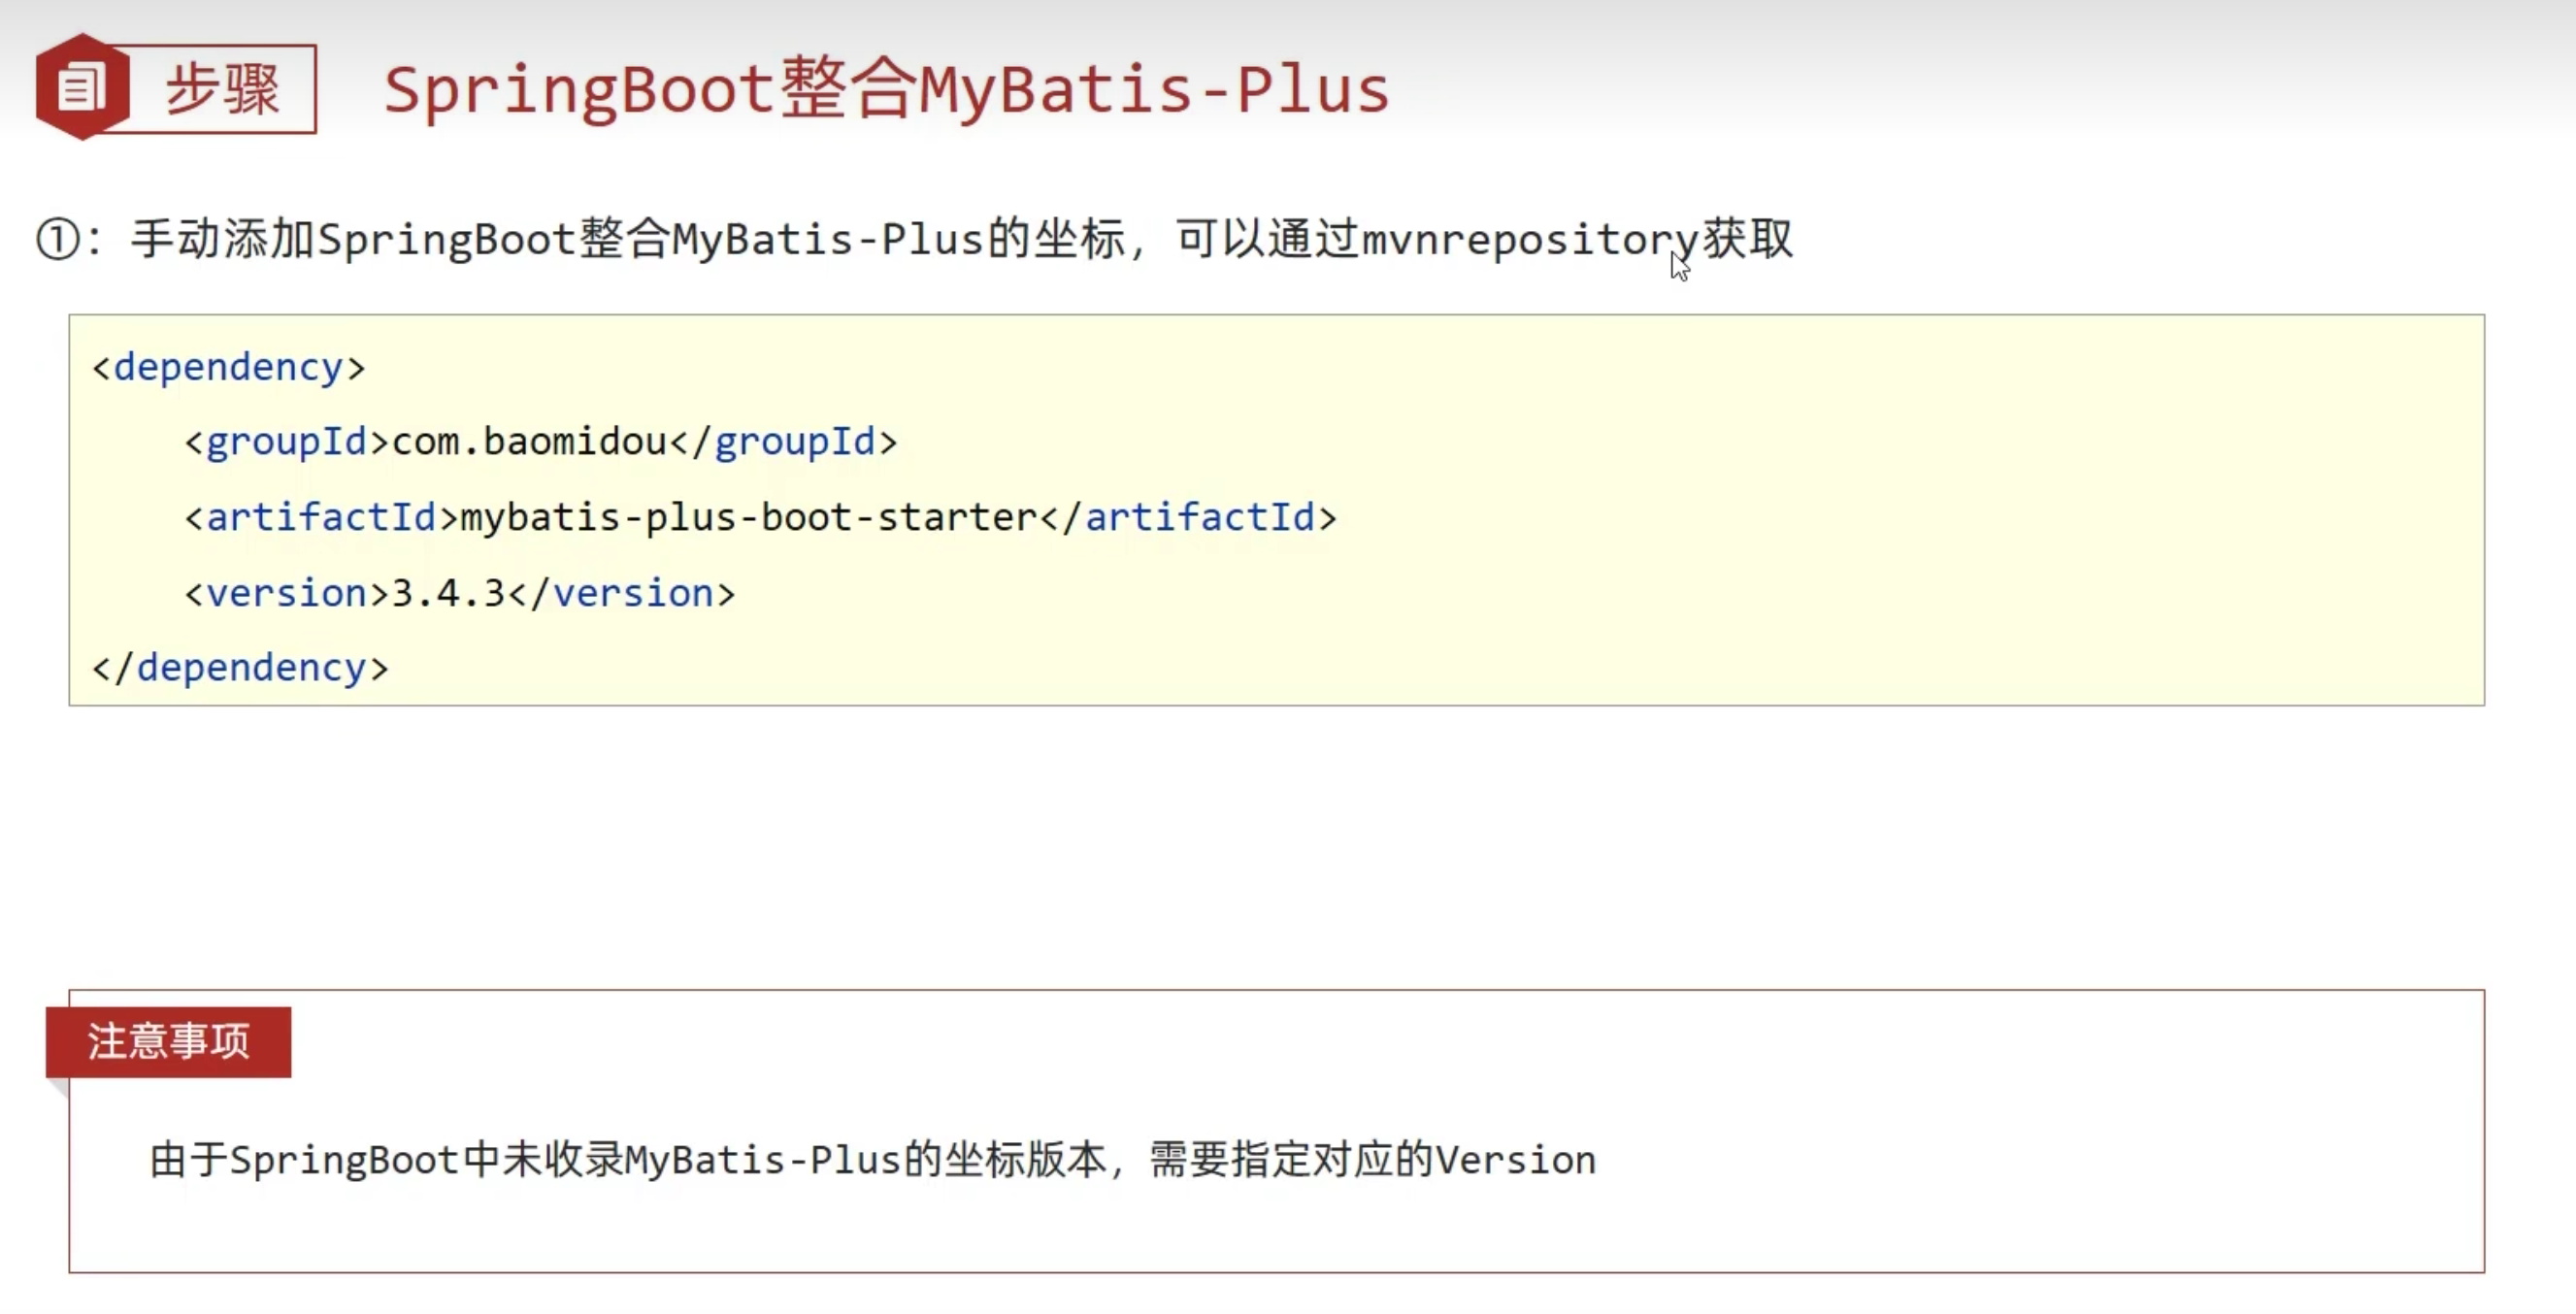 步骤 SpringBoot整合MyBatis-Plus
①：手动添加SpringBoot整合MyBatis-Plus的坐标，可以通过mvnrepository获取
<dependency>
    <groupId>com.baomidou</groupId>
    <artifactId>mybatis-plus-boot-starter</artifactId>
    <version>3.4.3</version>
</dependency>
注意事项
由于SpringBoot中未收录MyBatis-Plus的坐标版本，需要指定对应的Version